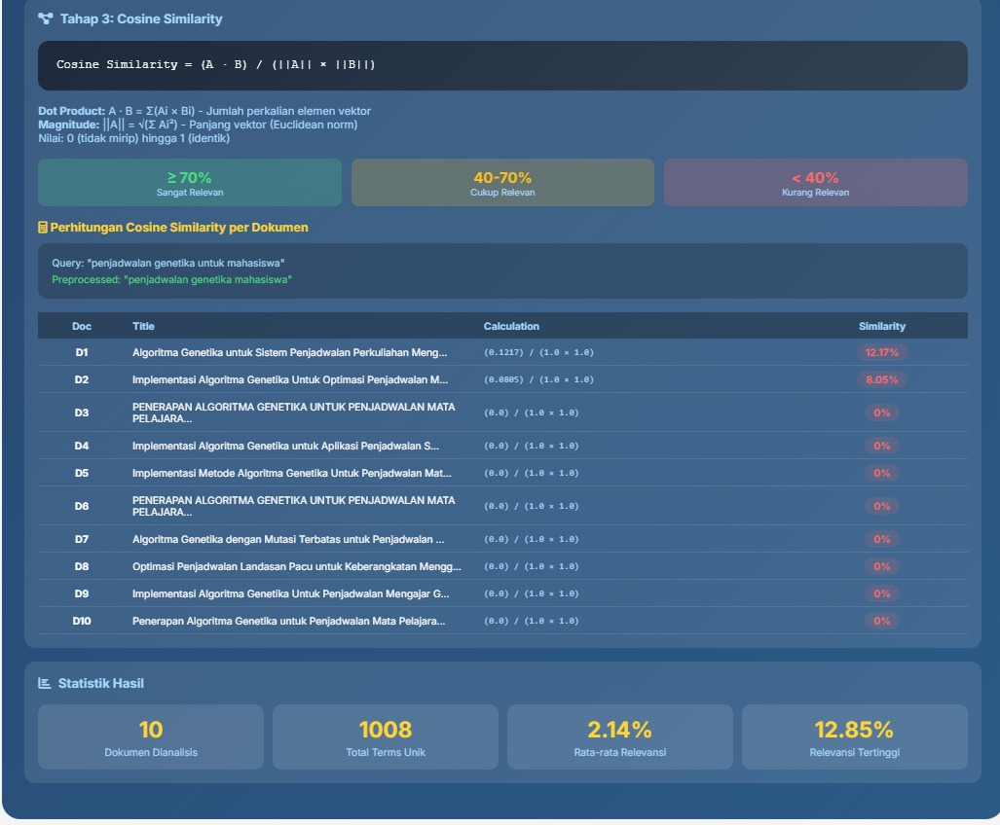 Tahap 3: Cosine Similarity
Cosine Similarity = (A · B) / (||A|| × ||B||)
Dot Product: A · B = Σ(Ai × Bi) - Jumlah perkalian elemen vektor
Magnitude: ||A|| = √(Σ Ai²) - Panjang vektor (Euclidean norm)
Nilai: 0 (tidak mirip) hingga 1 (identik)
≥ 70%
Sangat Relevan
40-70%
Cukup Relevan
< 40%
Kurang Relevan
Perhitungan Cosine Similarity per Dokumen
Query: "penjadwalan genetika untuk mahasiswa"
Preprocessed: "penjadwalan genetika mahasiswa"
Doc Title Calculation Similarity
D1 Algoritma Genetika untuk Sistem Penjadwalan Perkuliahan Meng... (0.1217) / (1.0 × 1.0) 12.17%
D2 Implementasi Algoritma Genetika Untuk Optimasi Penjadwalan M... (0.0805) / (1.0 × 1.0) 8.05%
D3 PENERAPAN ALGORITMA GENETIKA UNTUK PENJADWALAN MATA
PELAJARA... (0.0) / (1.0 × 1.0) 0%
D4 Implementasi Algoritma Genetika untuk Aplikasi Penjadwalan S... (0.0) / (1.0 × 1.0) 0%
D5 Implementasi Metode Algoritma Genetika Untuk Penjadwalan Mat... (0.0) / (1.0 × 1.0) 0%
D6 PENERAPAN ALGORITMA GENETIKA UNTUK PENJADWALAN MATA
PELAJARA... (0.0) / (1.0 × 1.0) 0%
D7 Algoritma Genetika dengan Mutasi Terbatas untuk Penjadwalan ... (0.0) / (1.0 × 1.0) 0%
D8 Optimasi Penjadwalan Landasan Pacu untuk Keberangkatan Mengg... (0.0) / (1.0 × 1.0) 0%
D9 Implementasi Algoritma Genetika Untuk Penjadwalan Mengajar G... (0.0) / (1.0 × 1.0) 0%
D10 Penerapan Algoritma Genetika untuk Penjadwalan Mata Pelajara... (0.0) / (1.0 × 1.0) 0%
Statistik Hasil
10
Dokumen Dianalisis
1008
Total Terms Unik
2.14%
Rata-rata Relevansi
12.85%
Relevansi Tertinggi